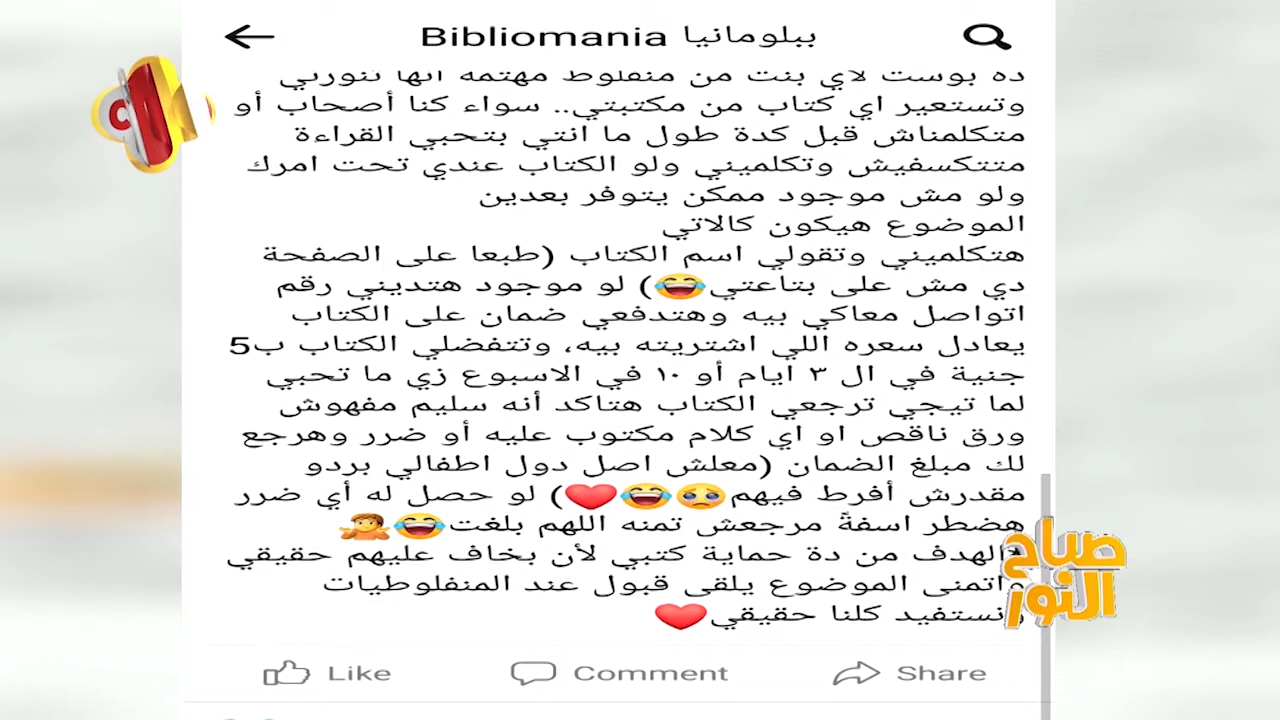 Bibliomania ببلومانيا
ده بوست لأي بنت من منفلوط مهتمة أنها تنورني
وتستعير اي كتاب من مكتبتي.. سواء كنا أصحاب أو
متكلمناش قبل كدة طول ما انتي بتحبي القراءة
متتكسفيش وتكلميني ولو الكتاب عندي تحت امرك
ولو مش موجود ممكن يتوفر بعدين
الموضوع هيكون كالاتي
هتكلميني وتقولي اسم الكتاب (طبعا على الصفحة
دي مش على بتاعتي😂) لو موجود هتديني رقم
اتواصل معاكي بيه وهتدفعي ضمان على الكتاب
يعادل سعره اللي اشتريته بيه، وتتفضلي الكتاب ب5
جنية في ال ٣ ايام أو ١٠ في الاسبوع زي ما تحبي
لما تيجي ترجعي الكتاب هتاكد أنه سليم مفهوش
ورق ناقص او اي كلام مكتوب عليه أو ضرر وهرجع
لك مبلغ الضمان (معلش اصل دول اطفالي بردو
مقدرش أفرط فيهم🥺😂❤️) لو حصل له أي ضرر
هضطر اسفةً مرجعش تمنه اللهم بلغت😂🤷
والهدف من دة حماية كتبي لأن بخاف عليهم حقيقي
واتمنى الموضوع يلقى قبول عند المنفلوطيات
ونستفيد كلنا حقيقي❤️
صباح
النور
Like Comment Share